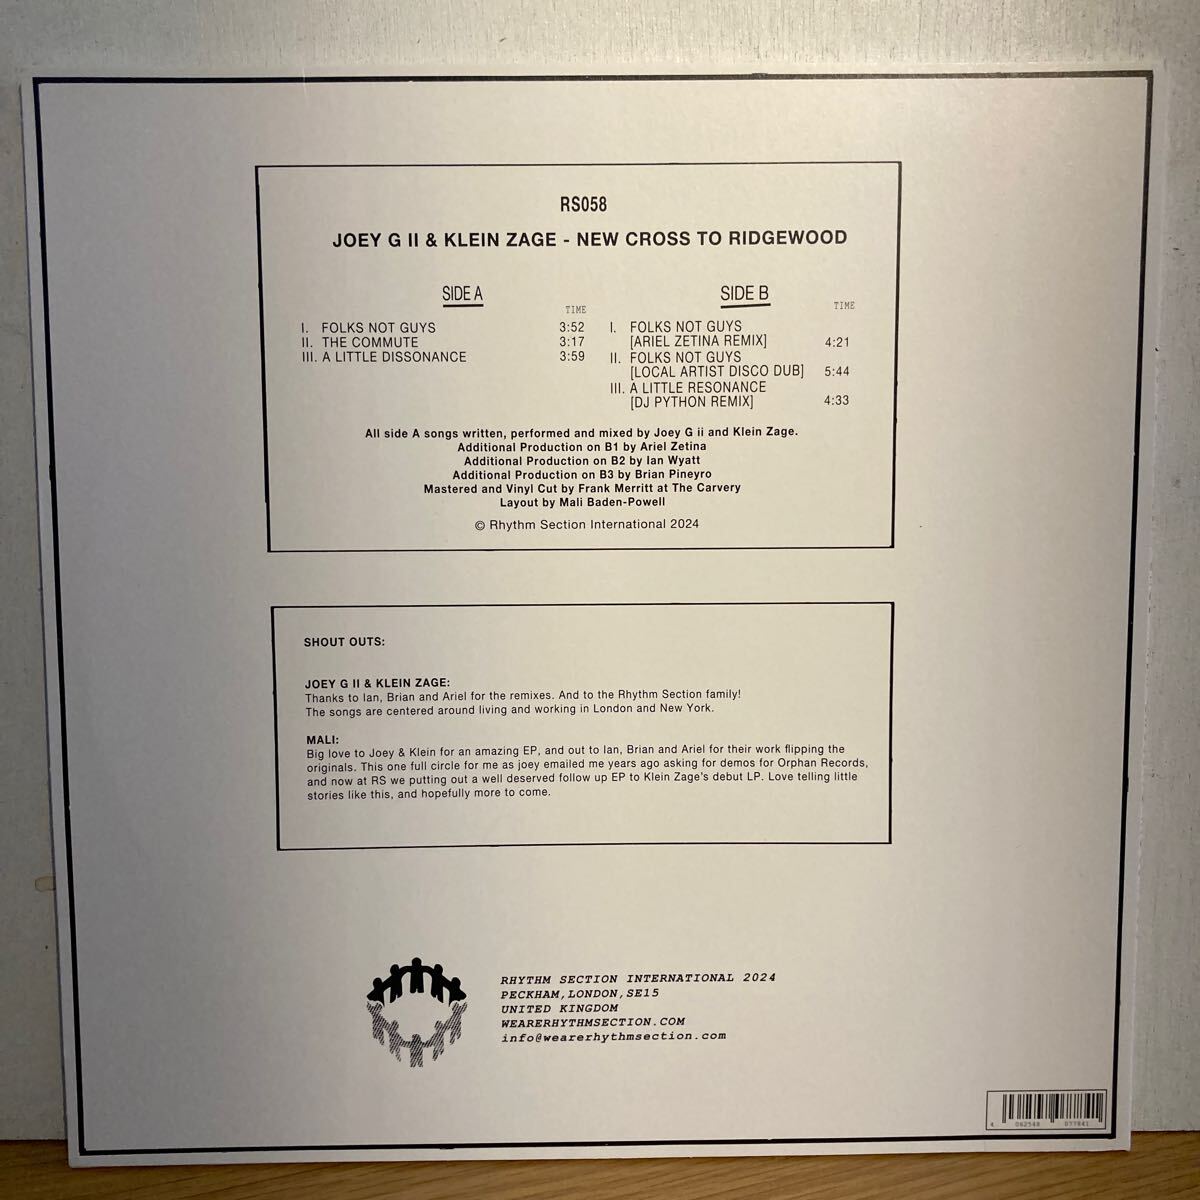 RS058
JOEY G II & KLEIN ZAGE - NEW CROSS TO RIDGEWOOD
SIDE A
TIME
I. FOLKS NOT GUYS 3:52
II. THE COMMUTE 3:17
III. A LITTLE DISSONANCE 3:59
SIDE B
TIME
I. FOLKS NOT GUYS
[ARIEL ZETINA REMIX] 4:21
II. FOLKS NOT GUYS
[LOCAL ARTIST DISCO DUB] 5:44
III. A LITTLE RESONANCE
[DJ PYTHON REMIX] 4:33
All side A songs written, performed and mixed by Joey G ii and Klein Zage.
Additional Production on B1 by Ariel Zetina
Additional Production on B2 by Ian Wyatt
Additional Production on B3 by Brian Pineyro
Mastered and Vinyl Cut by Frank Merritt at The Carvery
Layout by Mali Baden-Powell
© Rhythm Section International 2024
SHOUT OUTS:
JOEY G II & KLEIN ZAGE:
Thanks to Ian, Brian and Ariel for the remixes. And to the Rhythm Section family!
The songs are centered around living and working in London and New York.
MALI:
Big love to Joey & Klein for an amazing EP, and out to Ian, Brian and Ariel for their work flipping the
originals. This one full circle for me as joey emailed me years ago asking for demos for Orphan Records,
and now at RS we putting out a well deserved follow up EP to Klein Zage's debut LP. Love telling little
stories like this, and hopefully more to come.
RHYTHM SECTION INTERNATIONAL 2024
PECKHAM,LONDON,SE15
UNITED KINGDOM
WEARERHYTHMSECTION.COM
info@wearerhythmsection.com
4 062548 077841